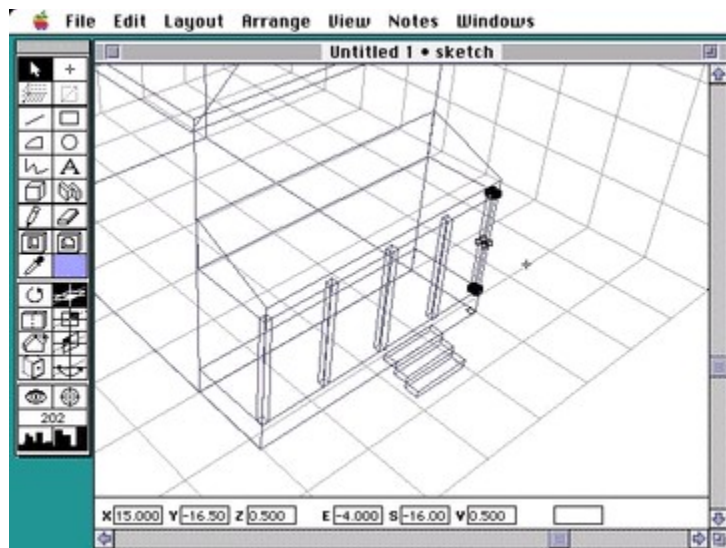 File Edit Layout Arrange View Notes Windows
Untitled 1 • sketch
A
202
X 15.000 Y -16.50 Z 0.500 E -4.000 S -16.00 V 0.500